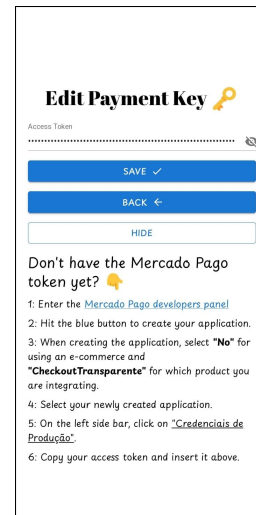 Edit Payment Key 🔑
Access Token
SAVE ✓
BACK ←
HIDE
Don't have the Mercado Pago
token yet? 👇
1: Enter the Mercado Pago developers panel
2: Hit the blue button to create your application.
3: When creating the application, select "No" for
using an e-commerce and
"CheckoutTransparente" for which product you
are integrating.
4: Select your newly created application.
5: On the left side bar, click on "Credenciais de
Produção".
6: Copy your access token and insert it above.